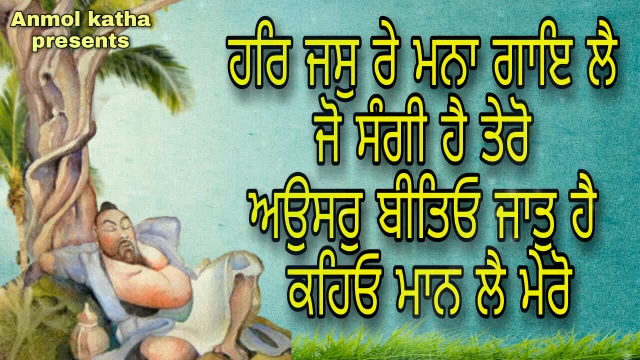 Anmol katha
presents
ਹਰਿ ਜਸੁ ਰੇ ਮਨਾ ਗਾਇ ਲੈ
ਜੋ ਸੰਗੀ ਹੈ ਤੇਰੋ
ਅਉਸਰੁ ਬੀਤਿਓ ਜਾਤੁ ਹੈ
ਕਹਿਓ ਮਾਨ ਲੈ ਮੇਰੋ